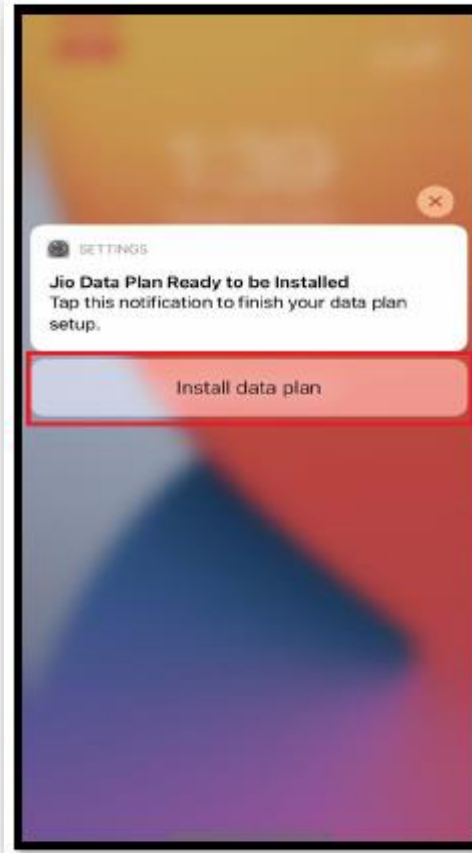 SETTINGS
Jio Data Plan Ready to be Installed
Tap this notification to finish your data plan
setup.
Install data plan